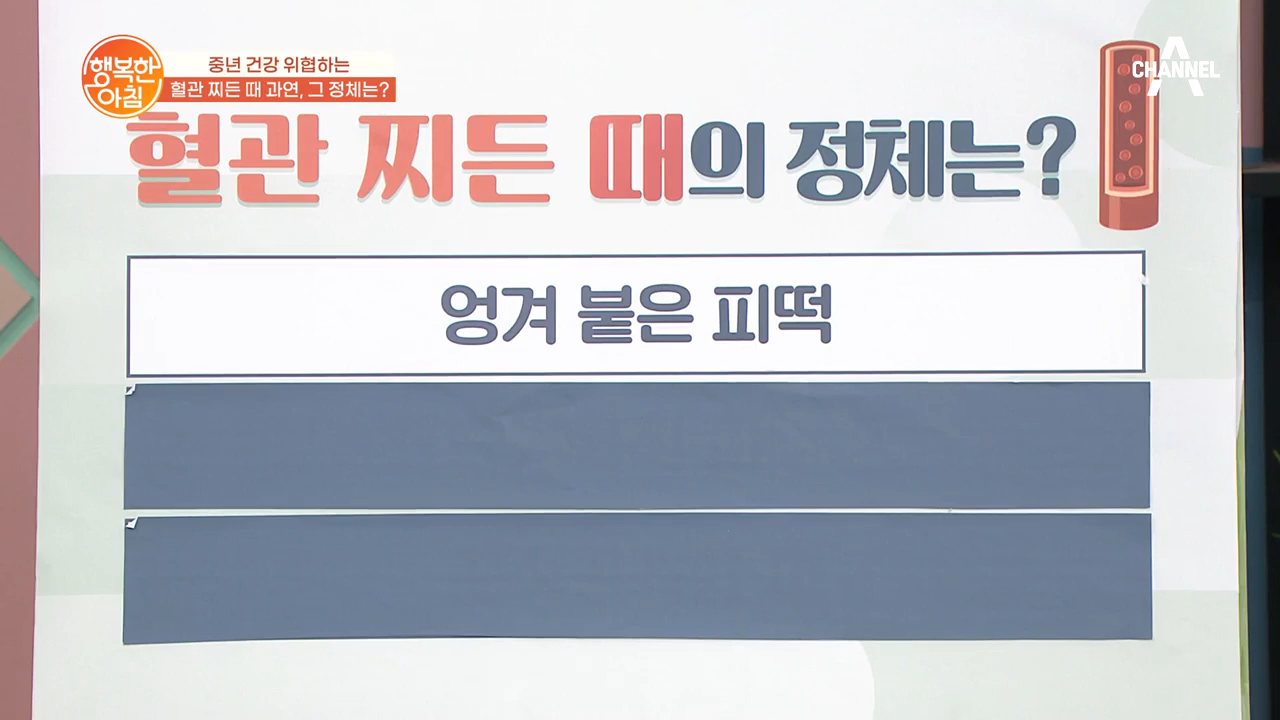 행복한
아침
중년 건강 위협하는
혈관 찌든 때 과연, 그 정체는?
CHANNEL A
혈관 찌든 때의 정체는?
엉겨 붙은 피떡